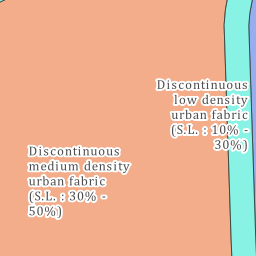 Discontinuous
low density
urban fabric
(S.L. : 10% -
30%)
Discontinuous
medium density
urban fabric
(S.L. : 30% -
50%)